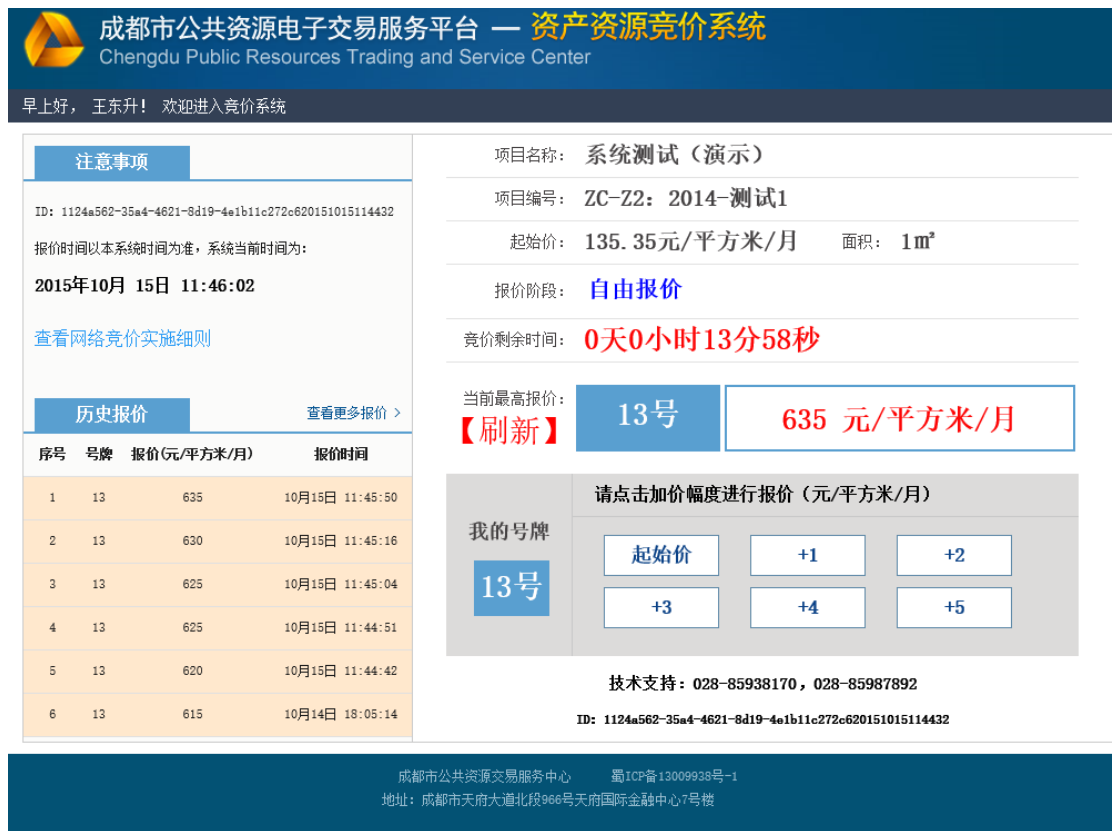 成都市公共资源电子交易服务平台 — 资产资源竞价系统
Chengdu Public Resources Trading and Service Center
早上好， 王东升！ 欢迎进入竞价系统
注意事项
ID: 1124a562-35a4-4621-8d19-4e1b11c272c620151015114432
报价时间以本系统时间为准，系统当前时间为：
2015年10月 15日 11:46:02
查看网络竞价实施细则
历史报价 查看更多报价 >
序号 号牌 报价(元/平方米/月) 报价时间
1 13 635 10月15日 11:45:50
2 13 630 10月15日 11:45:16
3 13 625 10月15日 11:45:04
4 13 625 10月15日 11:44:51
5 13 620 10月15日 11:44:42
6 13 615 10月14日 18:05:14
项目名称： 系统测试（演示）
项目编号： ZC-Z2：2014-测试1
起始价： 135.35元/平方米/月 面积： 1㎡
报价阶段： 自由报价
竞价剩余时间： 0天0小时13分58秒
当前最高报价：
【刷新】 13号 635 元/平方米/月
请点击加价幅度进行报价（元/平方米/月）
我的号牌
13号
起始价 +1 +2
+3 +4 +5
技术支持：028-85938170，028-85987892
ID: 1124a562-35a4-4621-8d19-4e1b11c272c620151015114432
成都市公共资源交易服务中心 蜀ICP备13009938号-1
地址：成都市天府大道北段966号天府国际金融中心7号楼